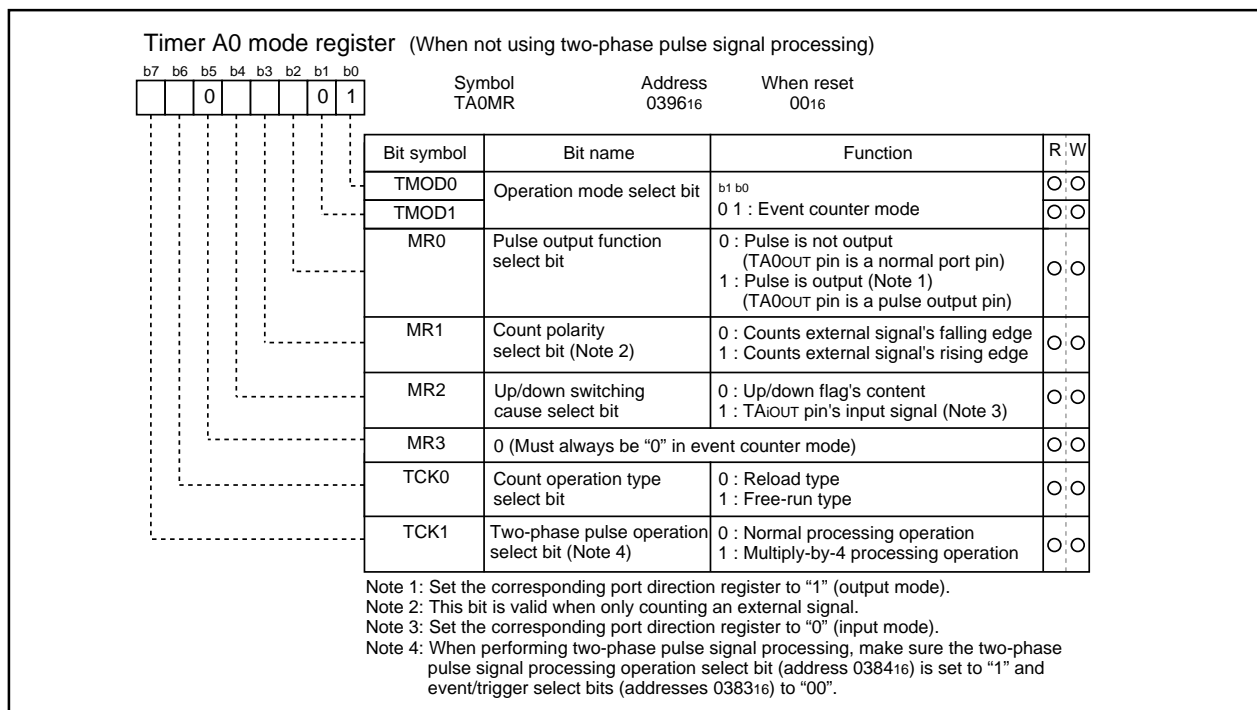 Timer A0 mode register (When not using two-phase pulse signal processing)
b7 b6 b5 b4 b3 b2 b1 b0
0 0 1
Symbol Address When reset
TA0MR 039616 0016
Bit symbol Bit name Function R W
TMOD0 Operation mode select bit b1 b0
TMOD1 0 1 : Event counter mode
MR0 Pulse output function 0 : Pulse is not output
select bit (TA0OUT pin is a normal port pin)
1 : Pulse is output (Note 1)
(TA0OUT pin is a pulse output pin)
MR1 Count polarity 0 : Counts external signal's falling edge
select bit (Note 2) 1 : Counts external signal's rising edge
MR2 Up/down switching 0 : Up/down flag's content
cause select bit 1 : TAiOUT pin's input signal (Note 3)
MR3 0 (Must always be “0” in event counter mode)
TCK0 Count operation type 0 : Reload type
select bit 1 : Free-run type
TCK1 Two-phase pulse operation 0 : Normal processing operation
select bit (Note 4) 1 : Multiply-by-4 processing operation
Note 1: Set the corresponding port direction register to “1” (output mode).
Note 2: This bit is valid when only counting an external signal.
Note 3: Set the corresponding port direction register to “0” (input mode).
Note 4: When performing two-phase pulse signal processing, make sure the two-phase
pulse signal processing operation select bit (address 038416) is set to “1” and
event/trigger select bits (addresses 038316) to “00”.